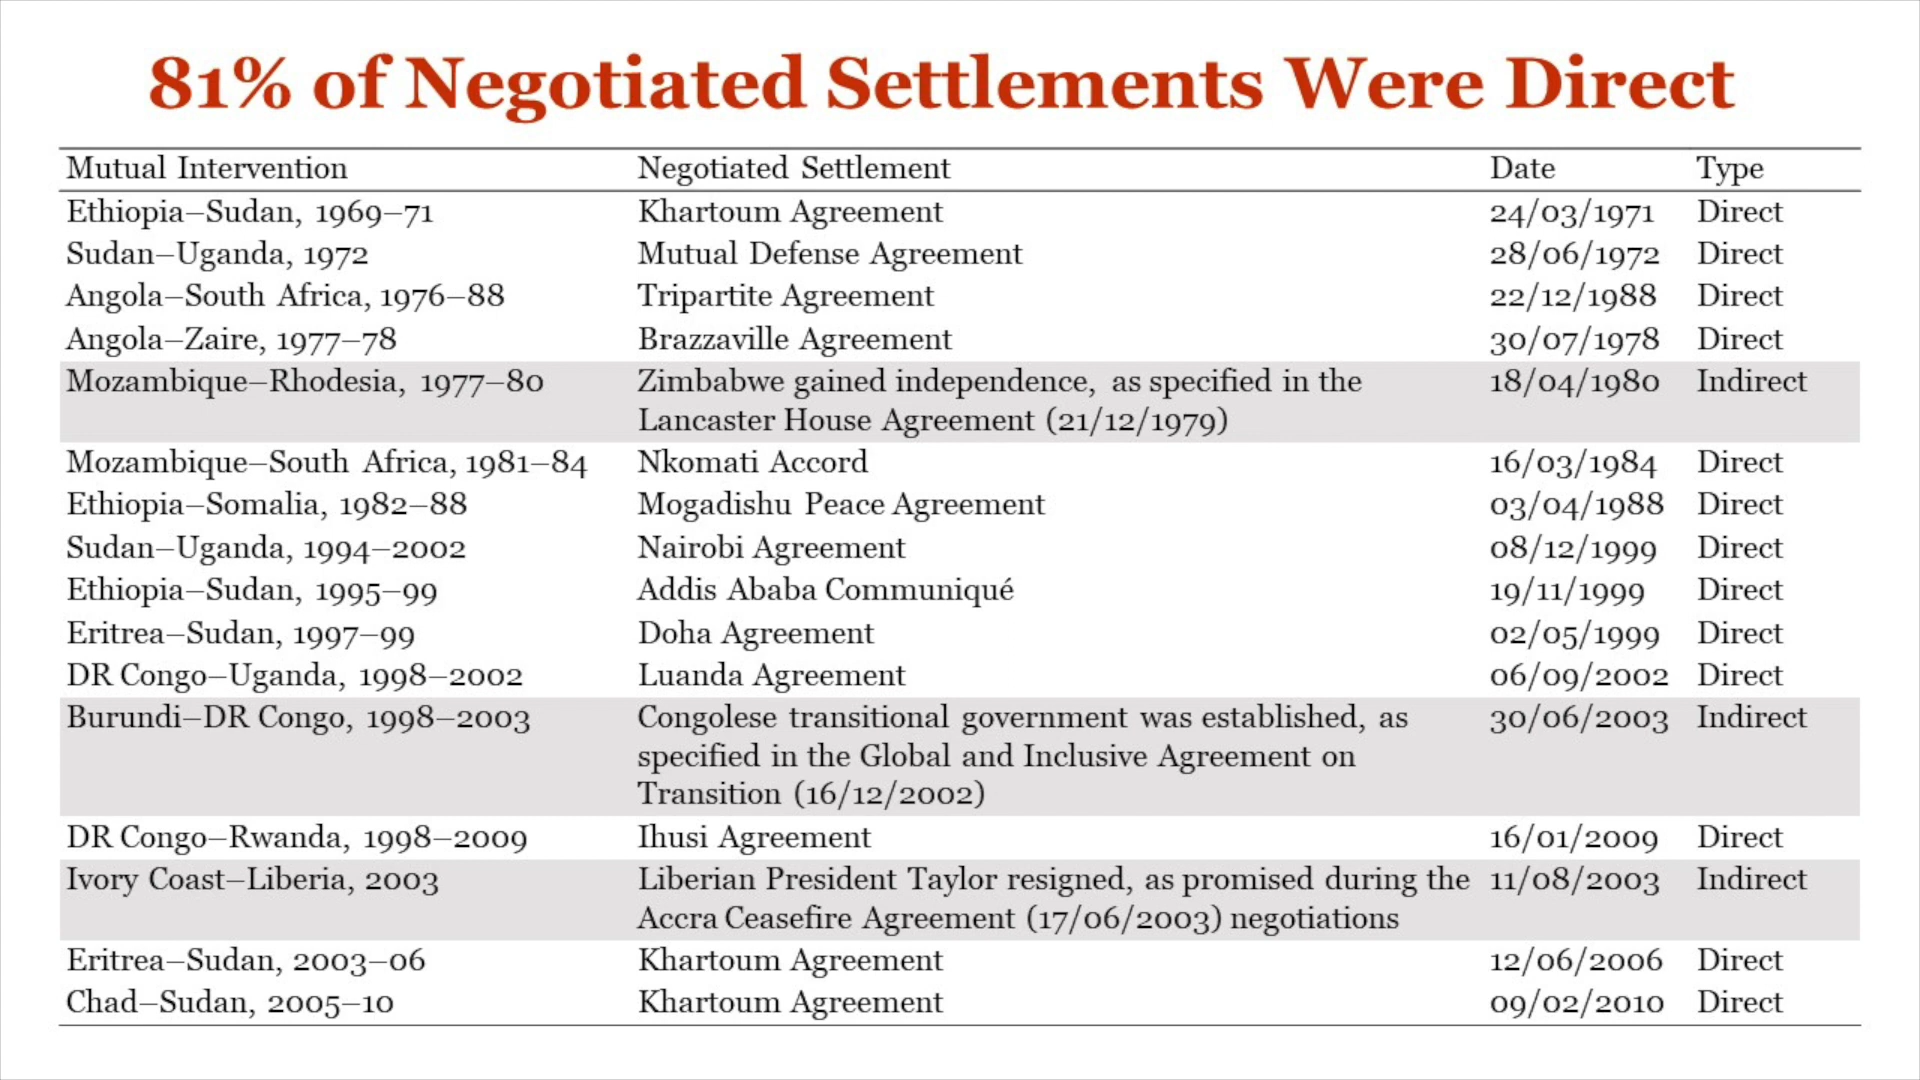 81% of Negotiated Settlements Were Direct
Mutual Intervention Negotiated Settlement Date Type
Ethiopia–Sudan, 1969–71 Khartoum Agreement 24/03/1971 Direct
Sudan–Uganda, 1972 Mutual Defense Agreement 28/06/1972 Direct
Angola–South Africa, 1976–88 Tripartite Agreement 22/12/1988 Direct
Angola–Zaire, 1977–78 Brazzaville Agreement 30/07/1978 Direct
Mozambique–Rhodesia, 1977–80 Zimbabwe gained independence, as specified in the 18/04/1980 Indirect
Lancaster House Agreement (21/12/1979)
Mozambique–South Africa, 1981–84 Nkomati Accord 16/03/1984 Direct
Ethiopia–Somalia, 1982–88 Mogadishu Peace Agreement 03/04/1988 Direct
Sudan–Uganda, 1994–2002 Nairobi Agreement 08/12/1999 Direct
Ethiopia–Sudan, 1995–99 Addis Ababa Communiqué 19/11/1999 Direct
Eritrea–Sudan, 1997–99 Doha Agreement 02/05/1999 Direct
DR Congo–Uganda, 1998–2002 Luanda Agreement 06/09/2002 Direct
Burundi–DR Congo, 1998–2003 Congolese transitional government was established, as 30/06/2003 Indirect
specified in the Global and Inclusive Agreement on
Transition (16/12/2002)
DR Congo–Rwanda, 1998–2009 Ihusi Agreement 16/01/2009 Direct
Ivory Coast–Liberia, 2003 Liberian President Taylor resigned, as promised during the 11/08/2003 Indirect
Accra Ceasefire Agreement (17/06/2003) negotiations
Eritrea–Sudan, 2003–06 Khartoum Agreement 12/06/2006 Direct
Chad–Sudan, 2005–10 Khartoum Agreement 09/02/2010 Direct